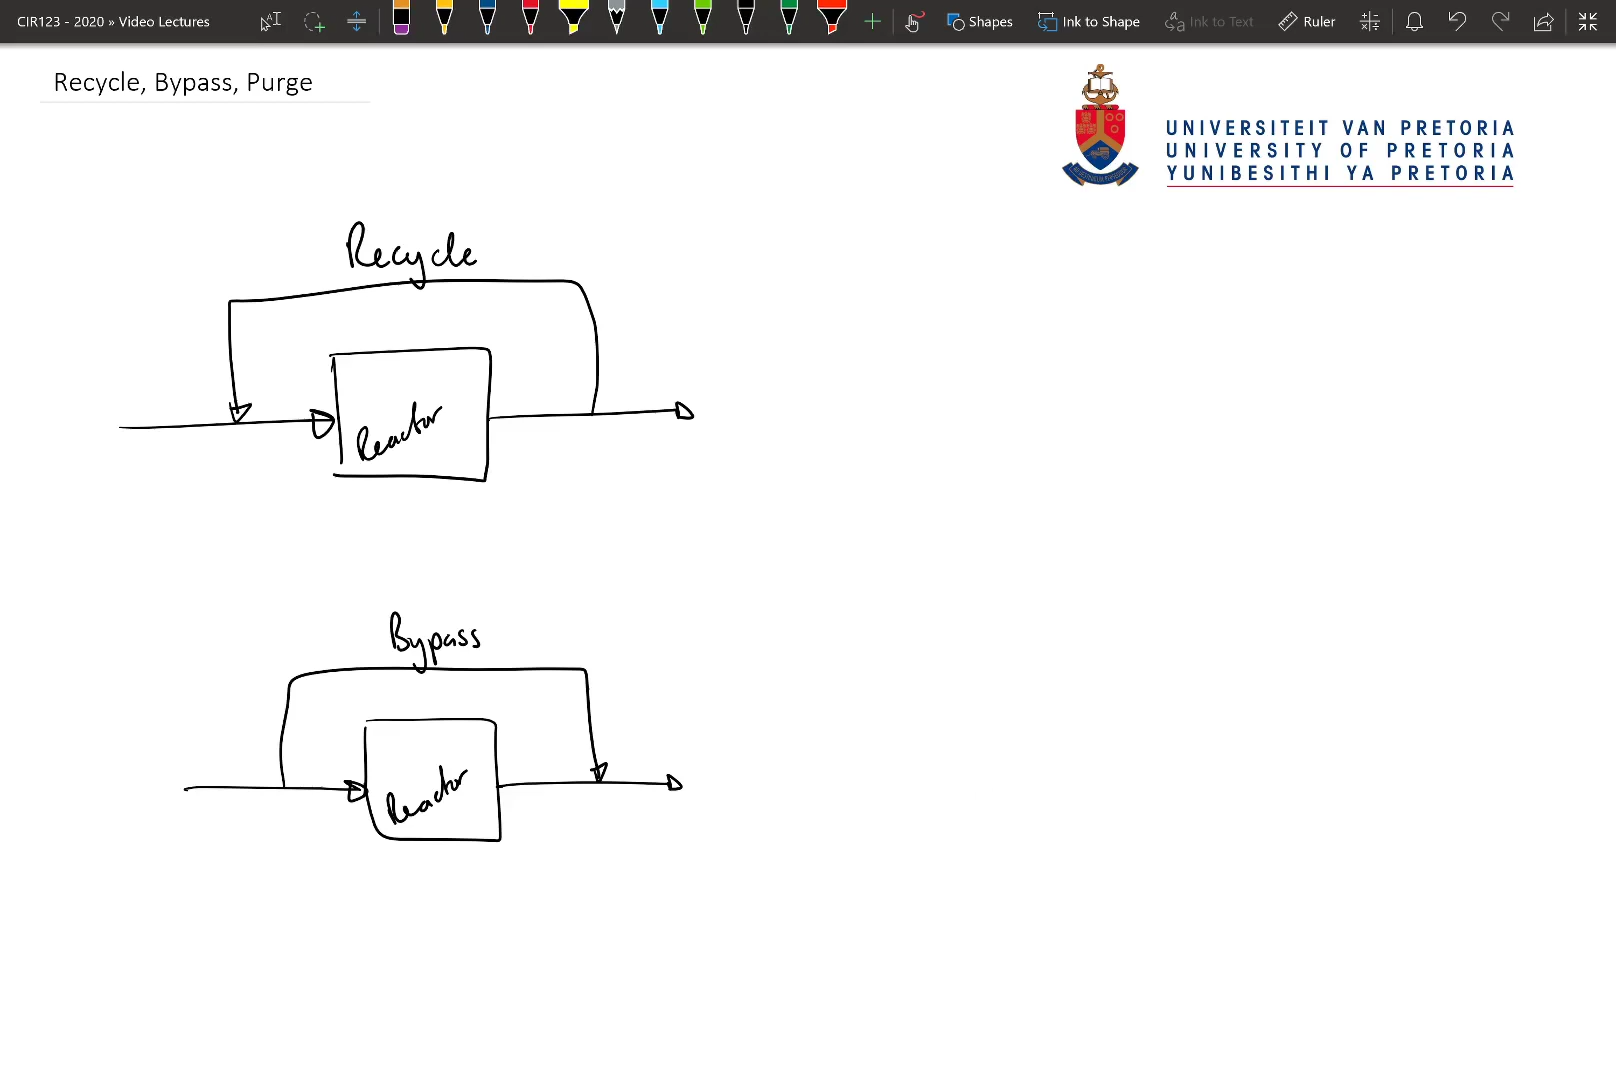 CIR123 - 2020 » Video Lectures
Shapes
Ink to Shape
Ink to Text
Ruler
Recycle, Bypass, Purge
UNIVERSITEIT VAN PRETORIA
UNIVERSITY OF PRETORIA
YUNIBESITHI YA PRETORIA
Recycle
Reactor
Bypass
Reactor